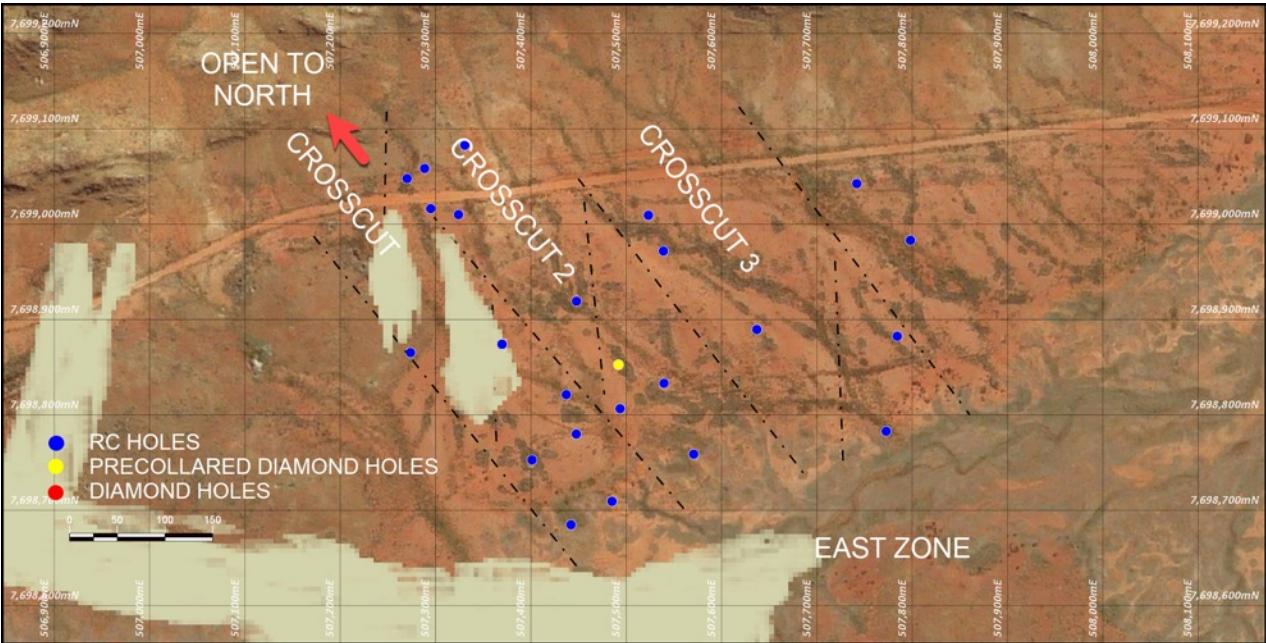 7,699,200mN
506,900mE
507,000mE
507,100mE
507,200mE
507,300mE
507,400mE
507,500mE
507,600mE
507,700mE
507,800mE
507,900mE
508,000mE
508,100mE
7,699,200mN
OPEN TO
NORTH
7,699,100mN
7,699,100mN
CROSSCUT
CROSSCUT 2
CROSSCUT 3
7,699,000mN
7,699,000mN
7,698,900mN
7,698,900mN
7,698,800mN
7,698,800mN
RC HOLES
PRECOLLARED DIAMOND HOLES
DIAMOND HOLES
7,698,700mN
7,698,700mN
0 50 100 150
EAST ZONE
7,698,600mN
506,900mE
507,000mE
507,100mE
507,200mE
507,300mE
507,400mE
507,500mE
507,600mE
507,700mE
507,800mE
507,900mE
508,000mE
508,100mE
7,698,600mN